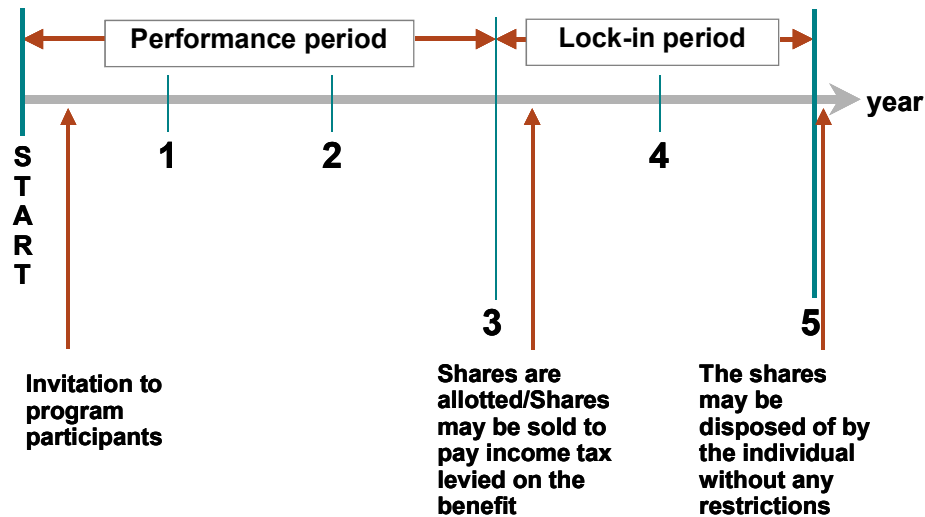 Performance period
Lock-in period
year
START
1
2
4
3
5
Invitation to
program
participants
Shares are
allotted/Shares
may be sold to
pay income tax
levied on the
benefit
The shares
may be
disposed of by
the individual
without any
restrictions